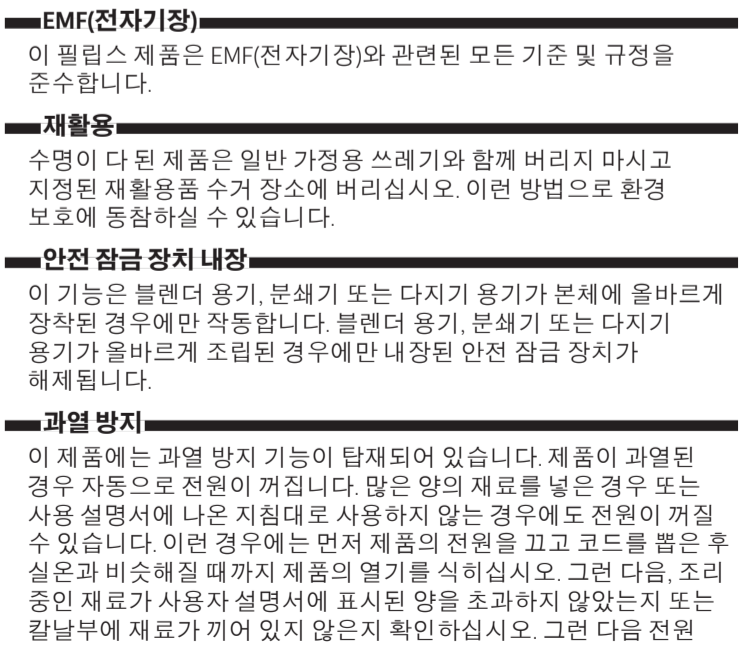 EMF(전자기장)
이 필립스 제품은 EMF(전자기장)와 관련된 모든 기준 및 규정을
준수합니다.
재활용
수명이 다 된 제품은 일반 가정용 쓰레기와 함께 버리지 마시고
지정된 재활용품 수거 장소에 버리십시오. 이런 방법으로 환경
보호에 동참하실 수 있습니다.
안전 잠금 장치 내장
이 기능은 블렌더 용기, 분쇄기 또는 다지기 용기가 본체에 올바르게
장착된 경우에만 작동합니다. 블렌더 용기, 분쇄기 또는 다지기
용기가 올바르게 조립된 경우에만 내장된 안전 잠금 장치가
해제됩니다.
과열 방지
이 제품에는 과열 방지 기능이 탑재되어 있습니다. 제품이 과열된
경우 자동으로 전원이 꺼집니다. 많은 양의 재료를 넣은 경우 또는
사용 설명서에 나온 지침대로 사용하지 않는 경우에도 전원이 꺼질
수 있습니다. 이런 경우에는 먼저 제품의 전원을 끄고 코드를 뽑은 후
실온과 비슷해질 때까지 제품의 열기를 식히십시오. 그런 다음, 조리
중인 재료가 사용자 설명서에 표시된 양을 초과하지 않았는지 또는
칼날부에 재료가 끼어 있지 않은지 확인하십시오. 그런 다음 전원